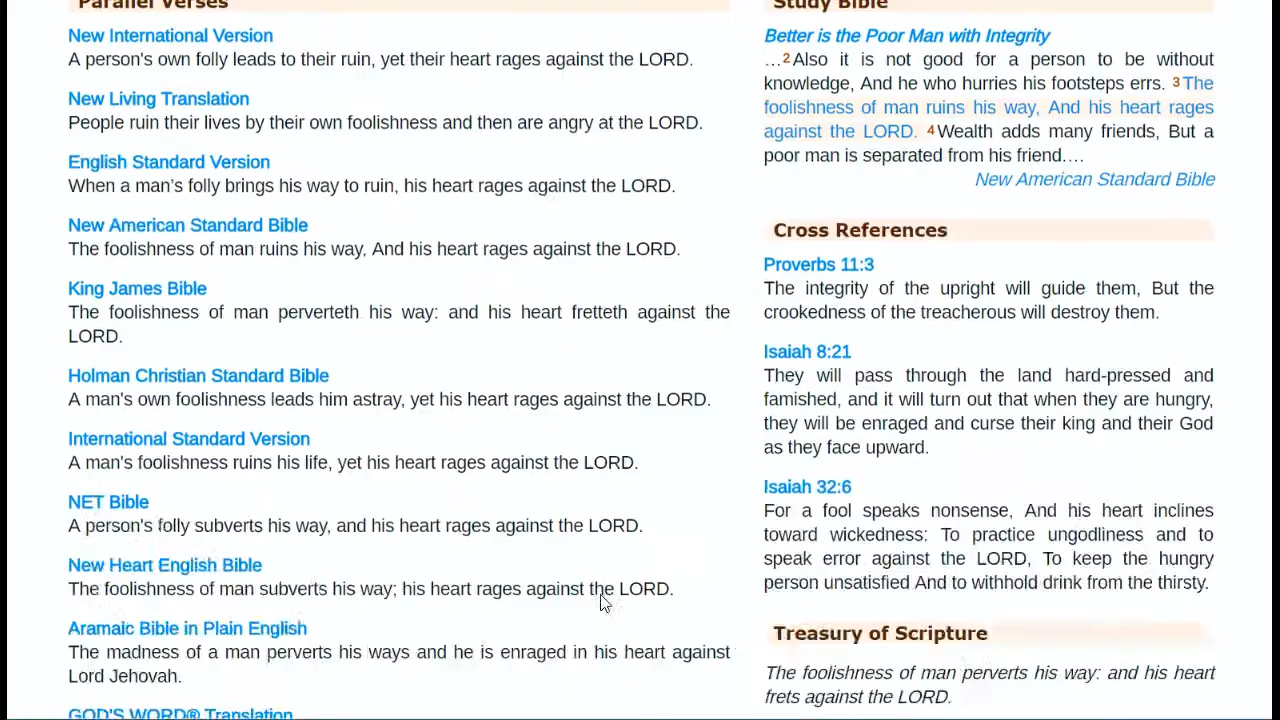 Parallel Verses
New International Version
A person's own folly leads to their ruin, yet their heart rages against the LORD.
New Living Translation
People ruin their lives by their own foolishness and then are angry at the LORD.
English Standard Version
When a man's folly brings his way to ruin, his heart rages against the LORD.
New American Standard Bible
The foolishness of man ruins his way, And his heart rages against the LORD.
King James Bible
The foolishness of man perverteth his way: and his heart fretteth against the
LORD.
Holman Christian Standard Bible
A man's own foolishness leads him astray, yet his heart rages against the LORD.
International Standard Version
A man's foolishness ruins his life, yet his heart rages against the LORD.
NET Bible
A person's folly subverts his way, and his heart rages against the LORD.
New Heart English Bible
The foolishness of man subverts his way; his heart rages against the LORD.
Aramaic Bible in Plain English
The madness of a man perverts his ways and he is enraged in his heart against
Lord Jehovah.
GOD'S WORD® Translation
Study Bible
Better is the Poor Man with Integrity
…2Also it is not good for a person to be without
knowledge, And he who hurries his footsteps errs. 3The
foolishness of man ruins his way, And his heart rages
against the LORD. 4Wealth adds many friends, But a
poor man is separated from his friend.…
New American Standard Bible
Cross References
Proverbs 11:3
The integrity of the upright will guide them, But the
crookedness of the treacherous will destroy them.
Isaiah 8:21
They will pass through the land hard-pressed and
famished, and it will turn out that when they are hungry,
they will be enraged and curse their king and their God
as they face upward.
Isaiah 32:6
For a fool speaks nonsense, And his heart inclines
toward wickedness: To practice ungodliness and to
speak error against the LORD, To keep the hungry
person unsatisfied And to withhold drink from the thirsty.
Treasury of Scripture
The foolishness of man perverts his way: and his heart
frets against the LORD.